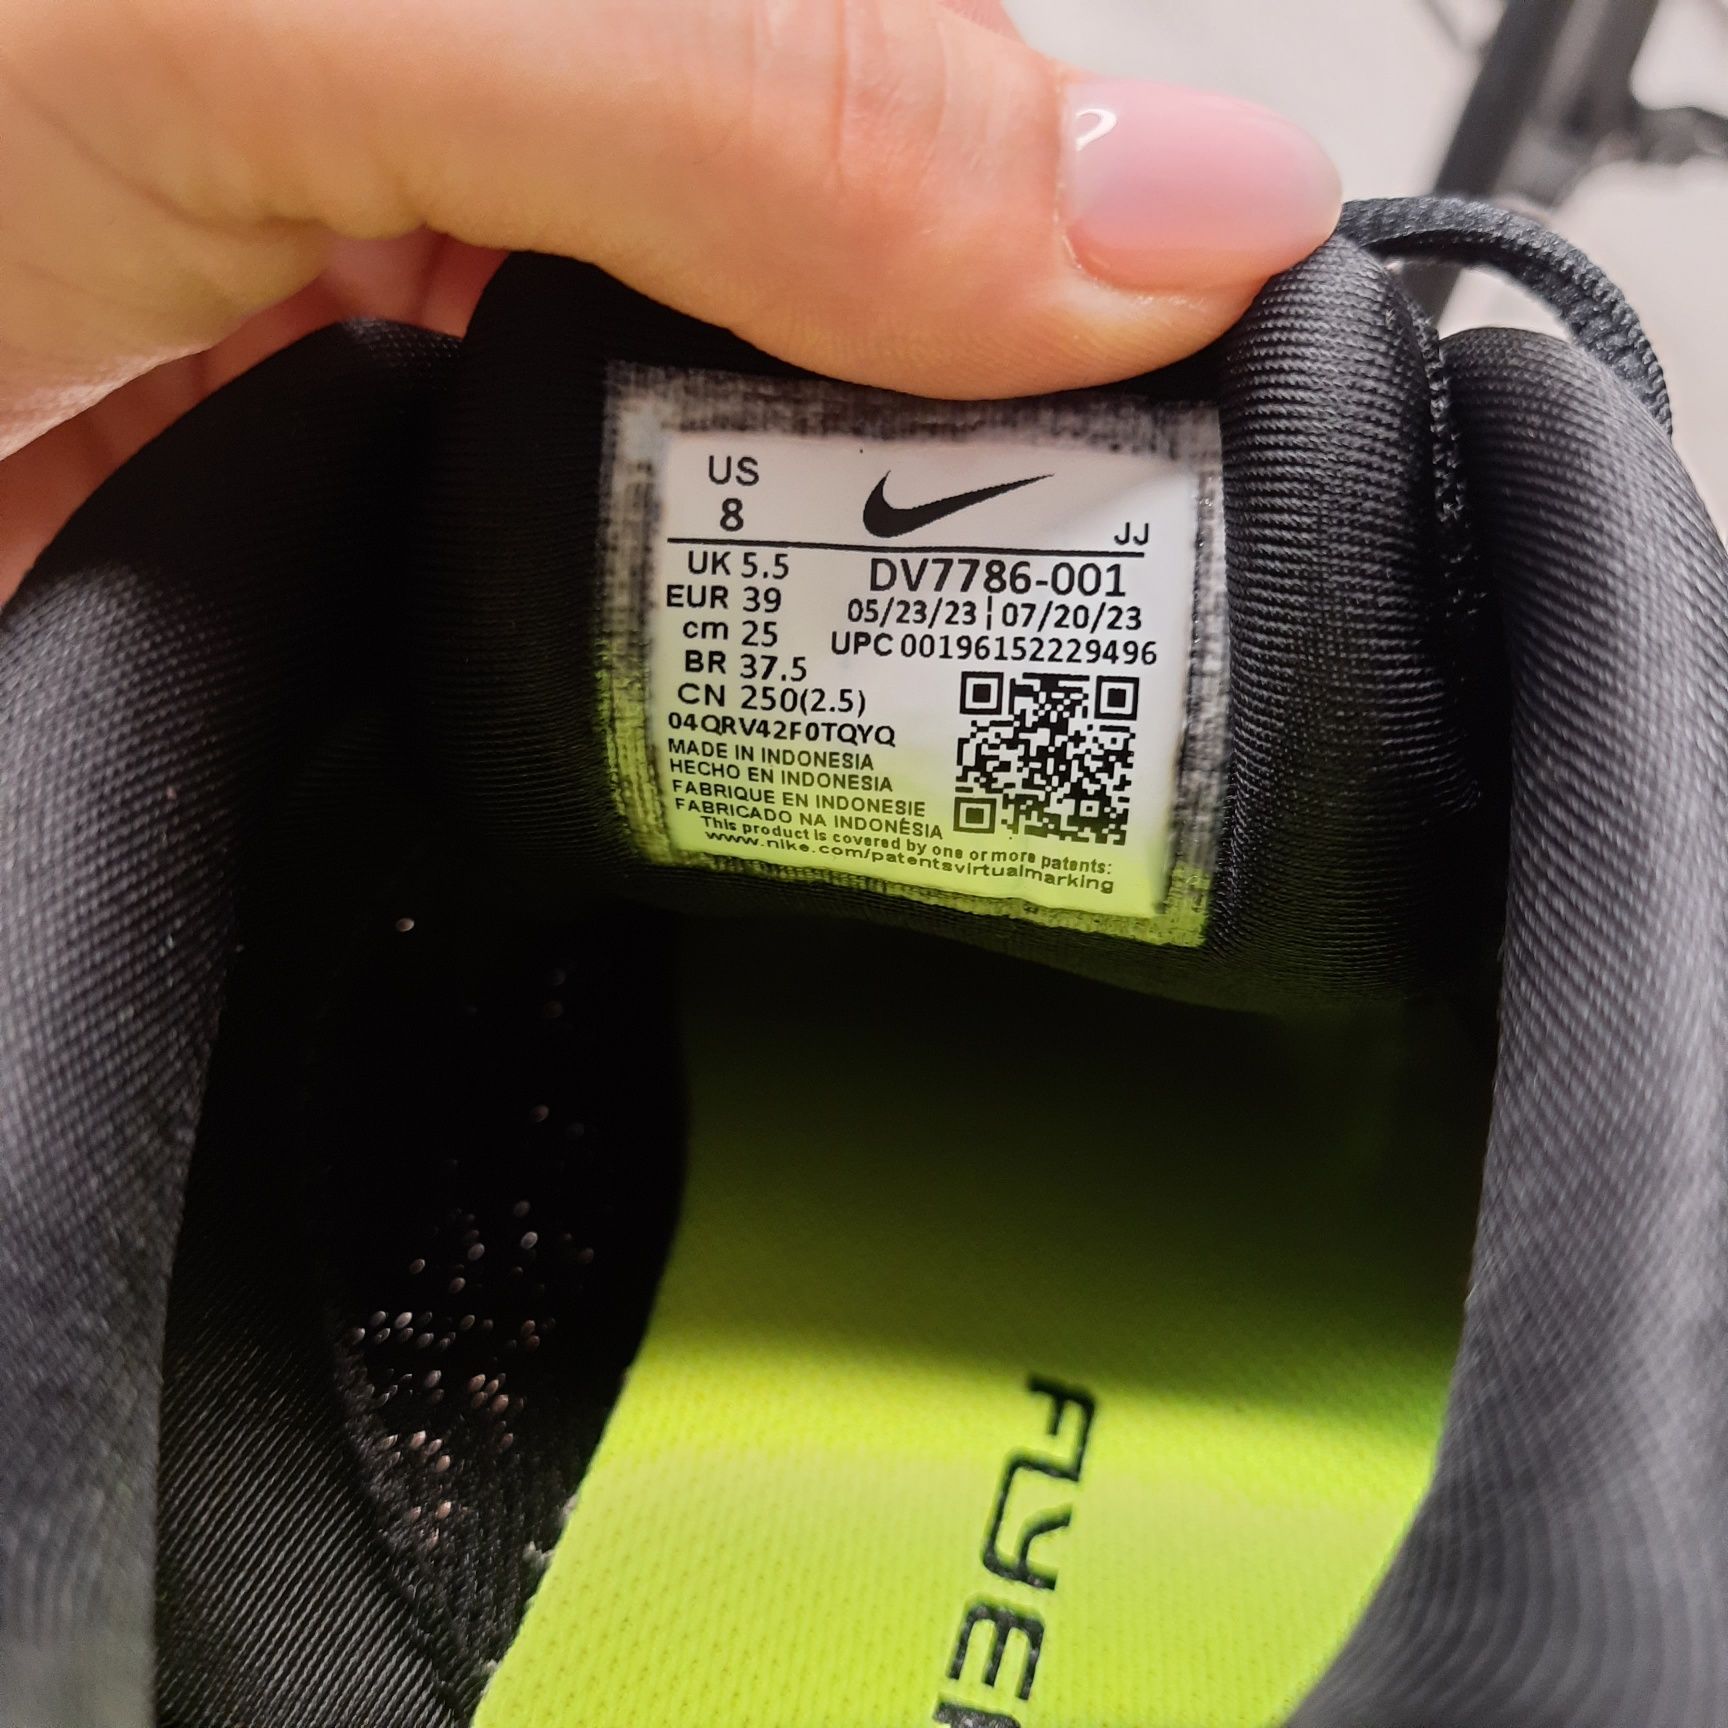 US
8
JJ
UK 5.5
EUR 39
cm 25
BR 37.5
CN 250(2.5)
DV7786-001
05/23/23¦07/20/23
UPC 00196152229496
04QRV42F0TQYQ
MADE IN INDONESIA
HECHO EN INDONESIA
FABRIQUE EN INDONESIE
FABRICADO NA INDONÉSIA
This product is covered by one or more patents:
www.nike.com/patentsvirtualmarking